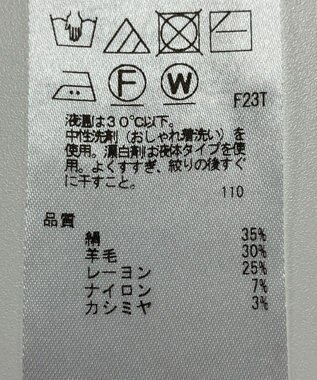 F W
F23T
液温は30℃以下。
中性洗剤（おしゃれ着洗い）を
使用。漂白剤は液体タイプを使
用。よくすすぎ、絞りの後すぐ
に干すこと。
110
品質
絹 35%
羊毛 30%
レーヨン 25%
ナイロン 7%
カシミヤ 3%